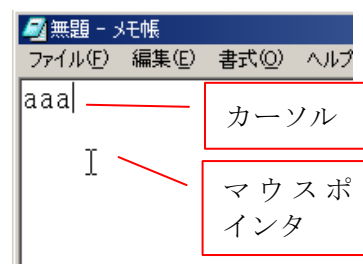 無題 - メモ帳
ファイル(F) 編集(E) 書式(O) ヘルプ
aaa
カーソル
マウスポ
インタ